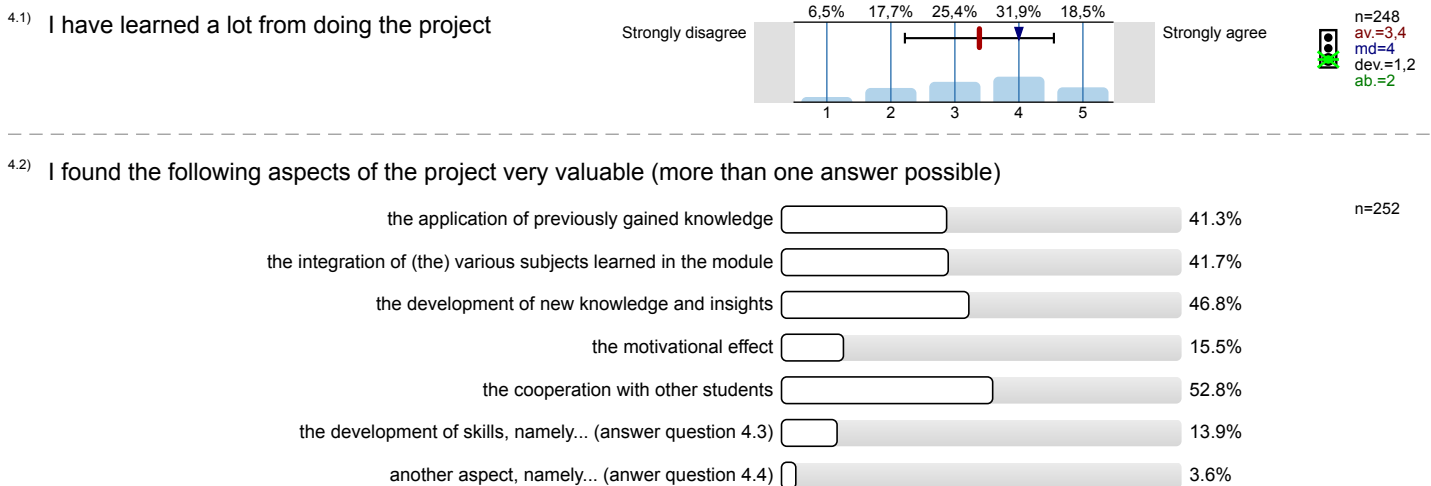 4.1) I have learned a lot from doing the project
Strongly disagree
6,5% 17,7% 25,4% 31,9% 18,5%
1 2 3 4 5
Strongly agree
n=248
av.=3,4
md=4
dev.=1,2
ab.=2
4.2) I found the following aspects of the project very valuable (more than one answer possible)
n=252
the application of previously gained knowledge 41.3%
the integration of (the) various subjects learned in the module 41.7%
the development of new knowledge and insights 46.8%
the motivational effect 15.5%
the cooperation with other students 52.8%
the development of skills, namely... (answer question 4.3) 13.9%
another aspect, namely... (anwer question 4.4) 3.6%